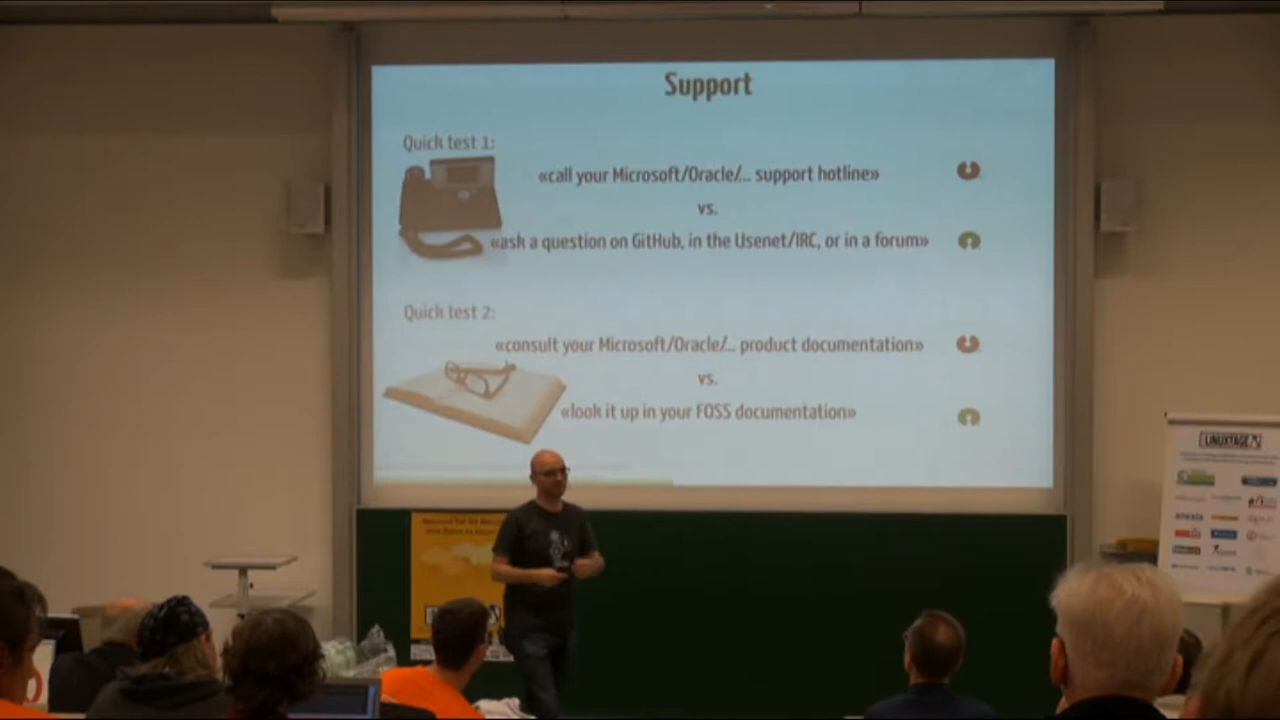 Support
Quick test 1:
«call your Microsoft/Oracle/... support hotline»
vs.
«ask a question on GitHub, in the Usenet/IRC, or in a forum»
Quick test 2:
«consult your Microsoft/Oracle/... product documentation»
vs.
«look it up in your FOSS documentation»
LINUXTAGE
anexia